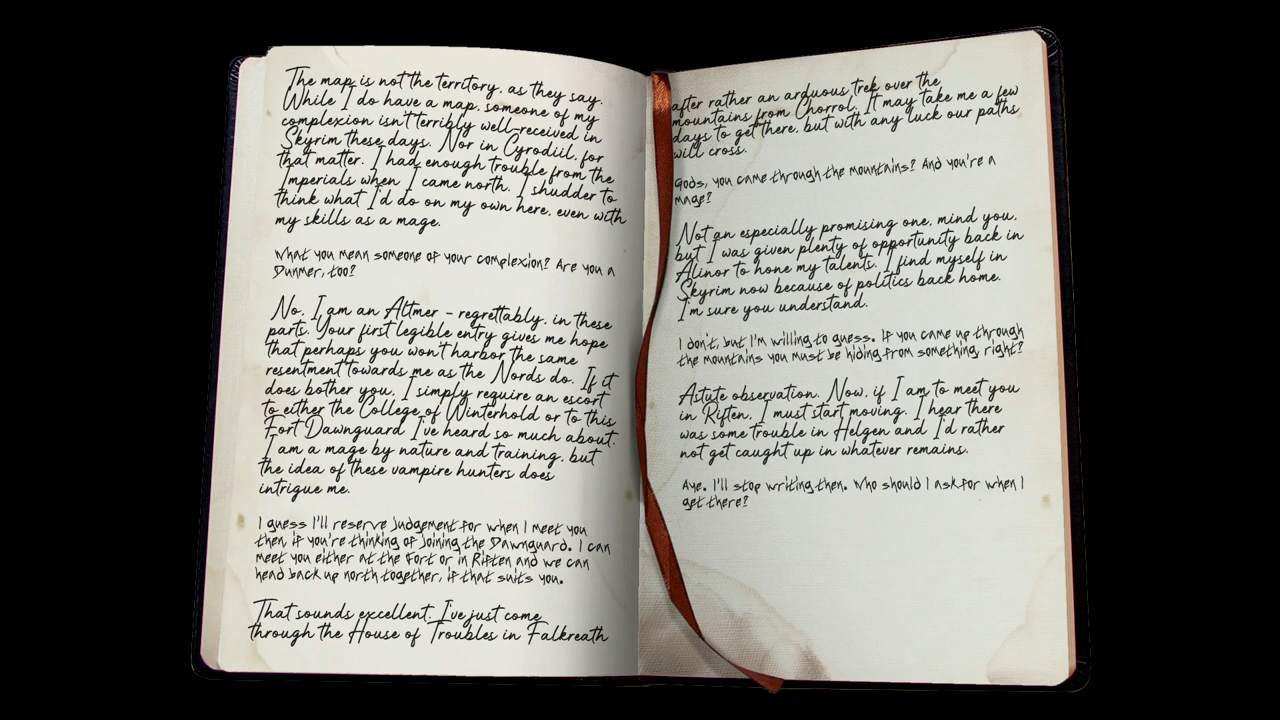 The map is not the territory, as they say.
While I do have a map, someone of my
complexion isn't terribly well-received in
Skyrim these days. Nor in Cyrodiil, for
that matter. I had enough trouble from the
Imperials when I came north. I shudder to
think what I'd do on my own here, even with
my skills as a mage.
What you mean someone of your complexion? Are you a
Dunmer, too?
No, I am an Altmer - regrettably, in these
parts. Your first legible entry gives me hope
that perhaps you won't harbor the same
resentment towards me as the Nords do. If it
does bother you, I simply require an escort
to either the College of Winterhold or to this
Fort Dawnguard I've heard so much about.
I am a mage by nature and training, but
the idea of these vampire hunters does
intrigue me.
I guess I'll reserve judgement for when I meet you
then, if you're thinking of joining the Dawnguard. I can
meet you either at the Fort or in Riften and we can
head back up north together, if that suits you.
That sounds excellent. I've just come
through the House of Troubles in Falkreath
after rather an arduous trek over the
mountains from Chorrol. It may take me a few
days to get there, but with any luck our paths
will cross.
Gods, you came through the mountains? And you're a
mage?
Not an especially promising one, mind you,
but I was given plenty of opportunity back in
Alinor to hone my talents. I find myself in
Skyrim now because of politics back home.
I'm sure you understand.
I don't, but I'm willing to guess. If you came up through
the mountains you must be hiding from something, right?
Astute observation. Now, if I am to meet you
in Riften, I must start moving. I hear there
was some trouble in Helgen and I'd rather
not get caught up in whatever remains.
Aye. I'll stop writing then. Who should I ask for when I
get there?